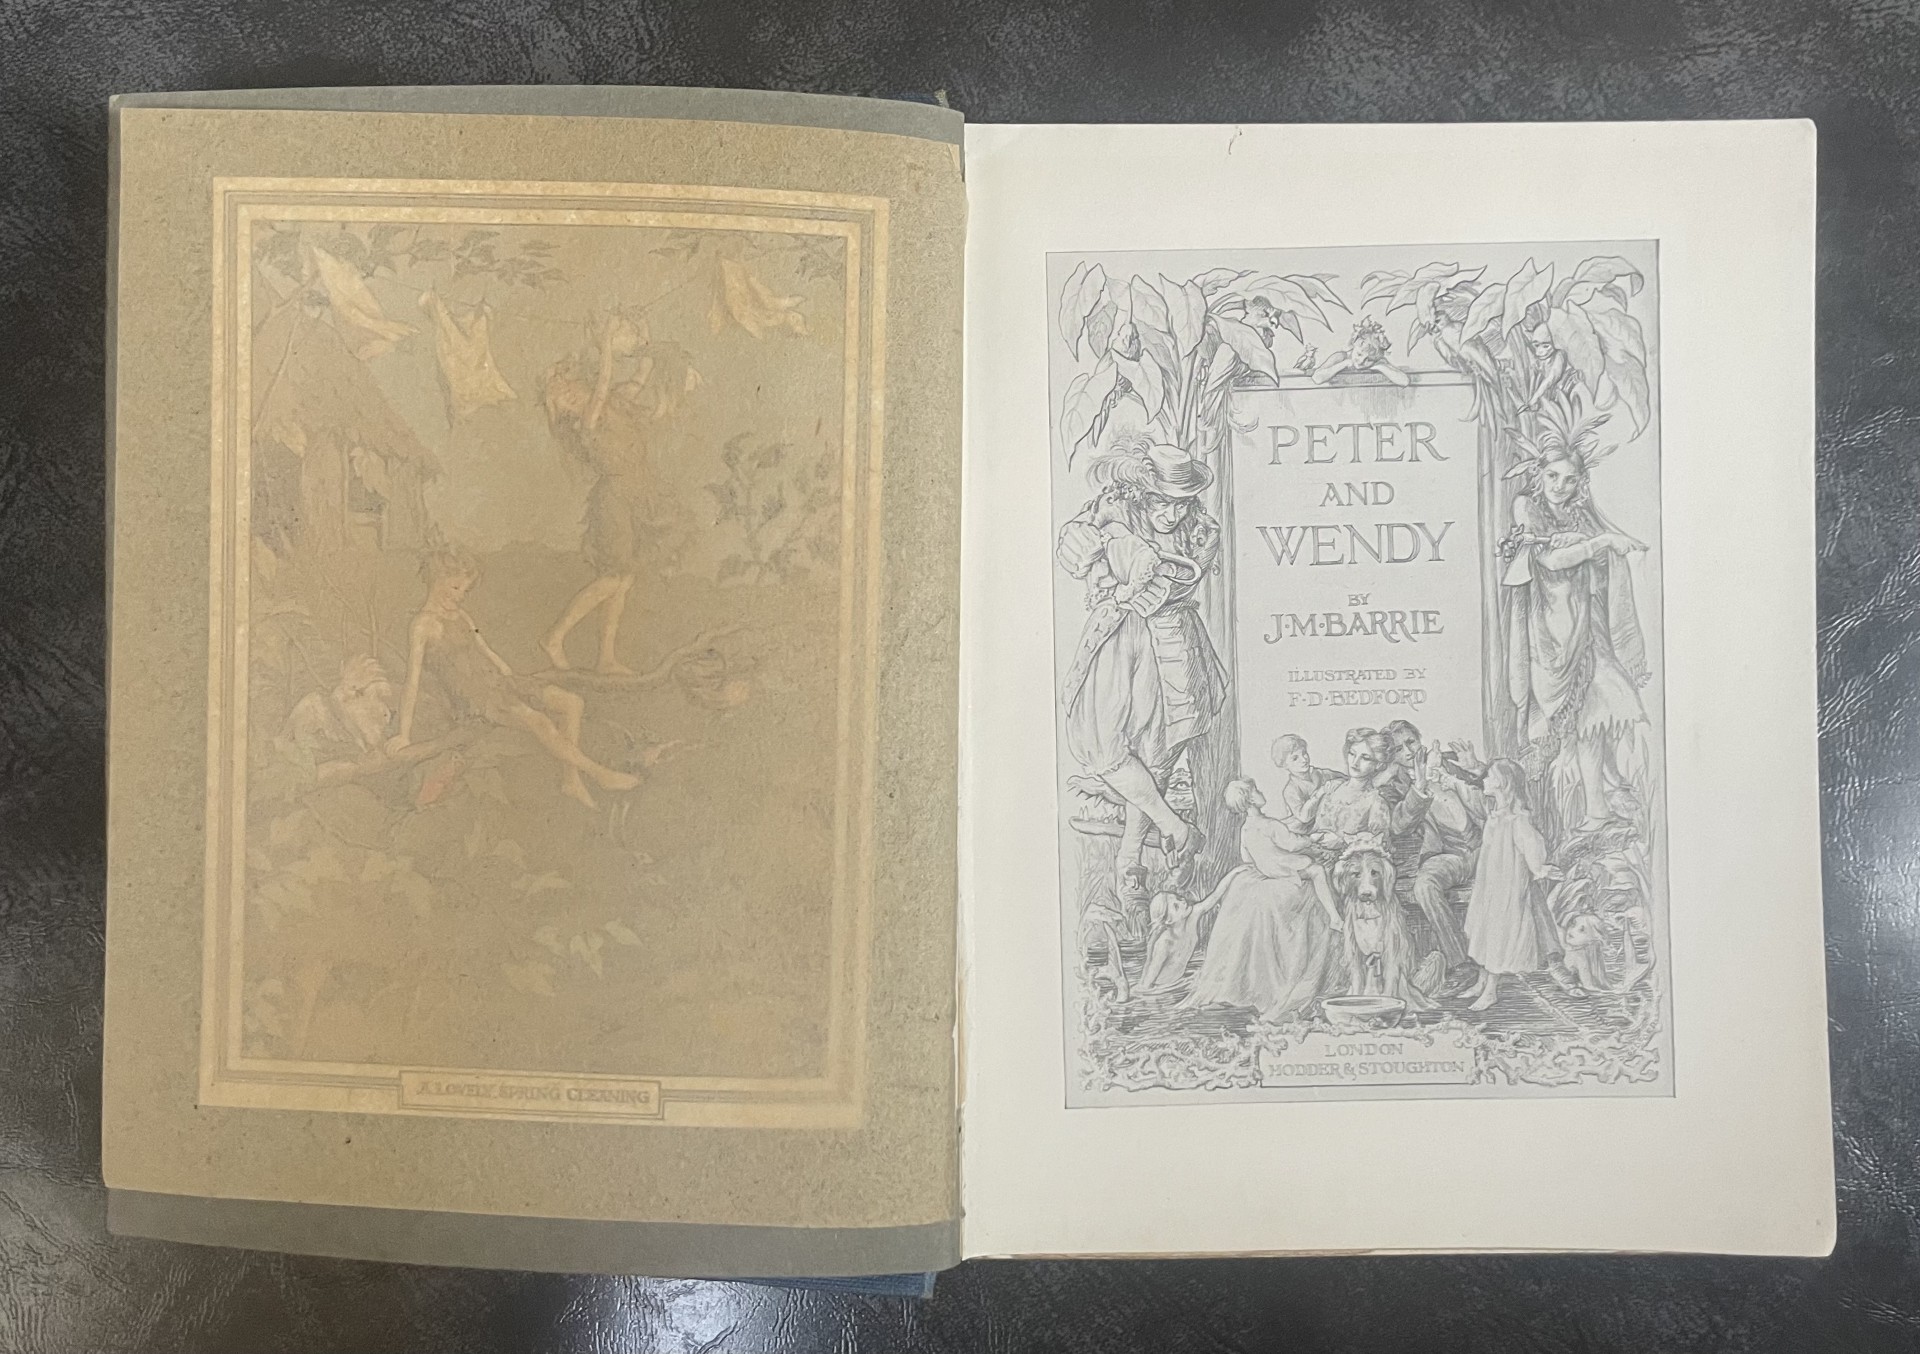 A LOVELY SPRING CLEANING
PETER
AND
WENDY
BY
J·M·BARRIE
ILLUSTRATED BY
F·D·BEDFORD
LONDON
HODDER & STOUGHTON